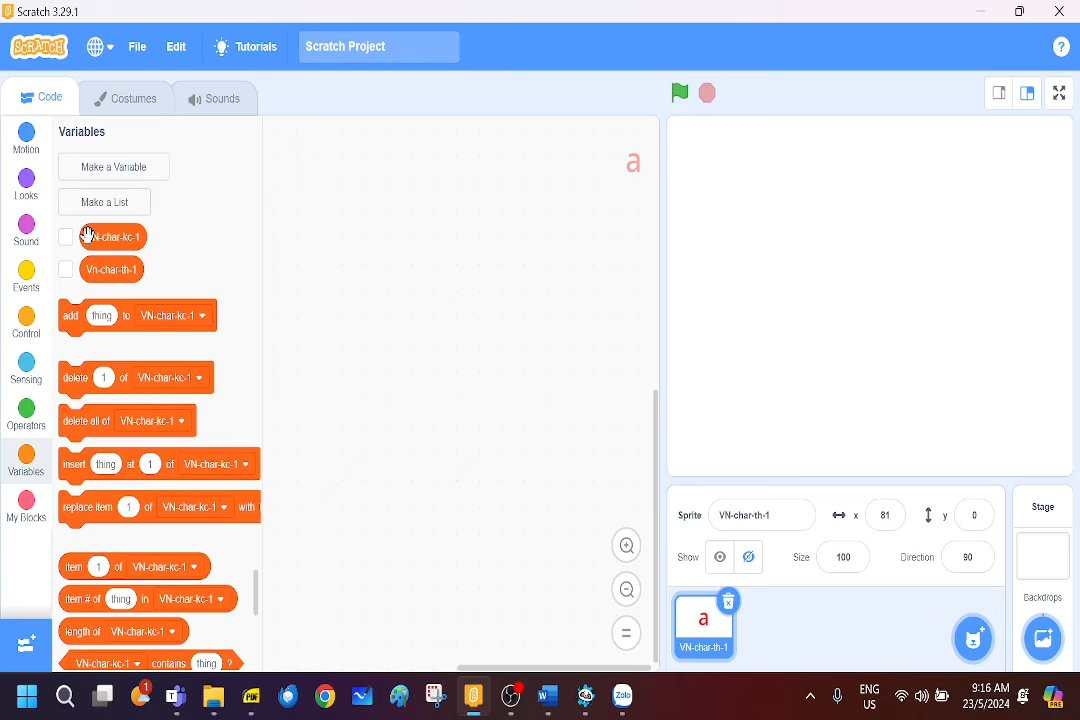 Scratch 3.29.1
SCRATCH File Edit Tutorials Scratch Project ?
Code Costumes Sounds
Motion
Looks
Sound
Events
Control
Sensing
Operators
Variables
My Blocks
Variables
Make a Variable
Make a List
VN-char-kc-1
Vn-char-th-1
add thing to VN-char-kc-1
delete 1 of VN-char-kc-1
delete all of VN-char-kc-1
insert thing at 1 of VN-char-kc-1
replace item 1 of VN-char-kc-1 with
item 1 of VN-char-kc-1
item # of thing in VN-char-kc-1
length of VN-char-kc-1
VN-char-kc-1 contains thing ?
a
Sprite VN-char-th-1 x 81 y 0
Show Size 100 Direction 90
a
VN-char-th-1
Stage
Backdrops
1 PDF Zalo ENG US 9:16 AM 23/5/2024 PRE